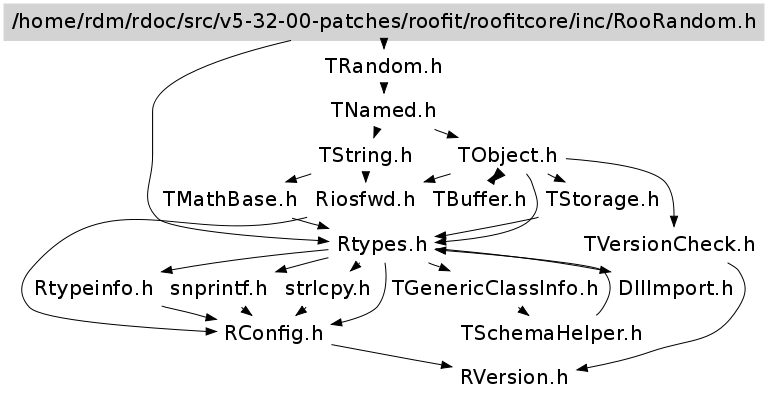 /home/rdm/rdoc/src/v5-32-00-patches/roofit/roofitcore/inc/RooRandom.h
TRandom.h
TNamed.h
TString.h TObject.h
TMathBase.h Riosfwd.h TBuffer.h TStorage.h
Rtypes.h TVersionCheck.h
Rtypeinfo.h snprintf.h strlcpy.h TGenericClassInfo.h DllImport.h
RConfig.h TSchemaHelper.h
RVersion.h